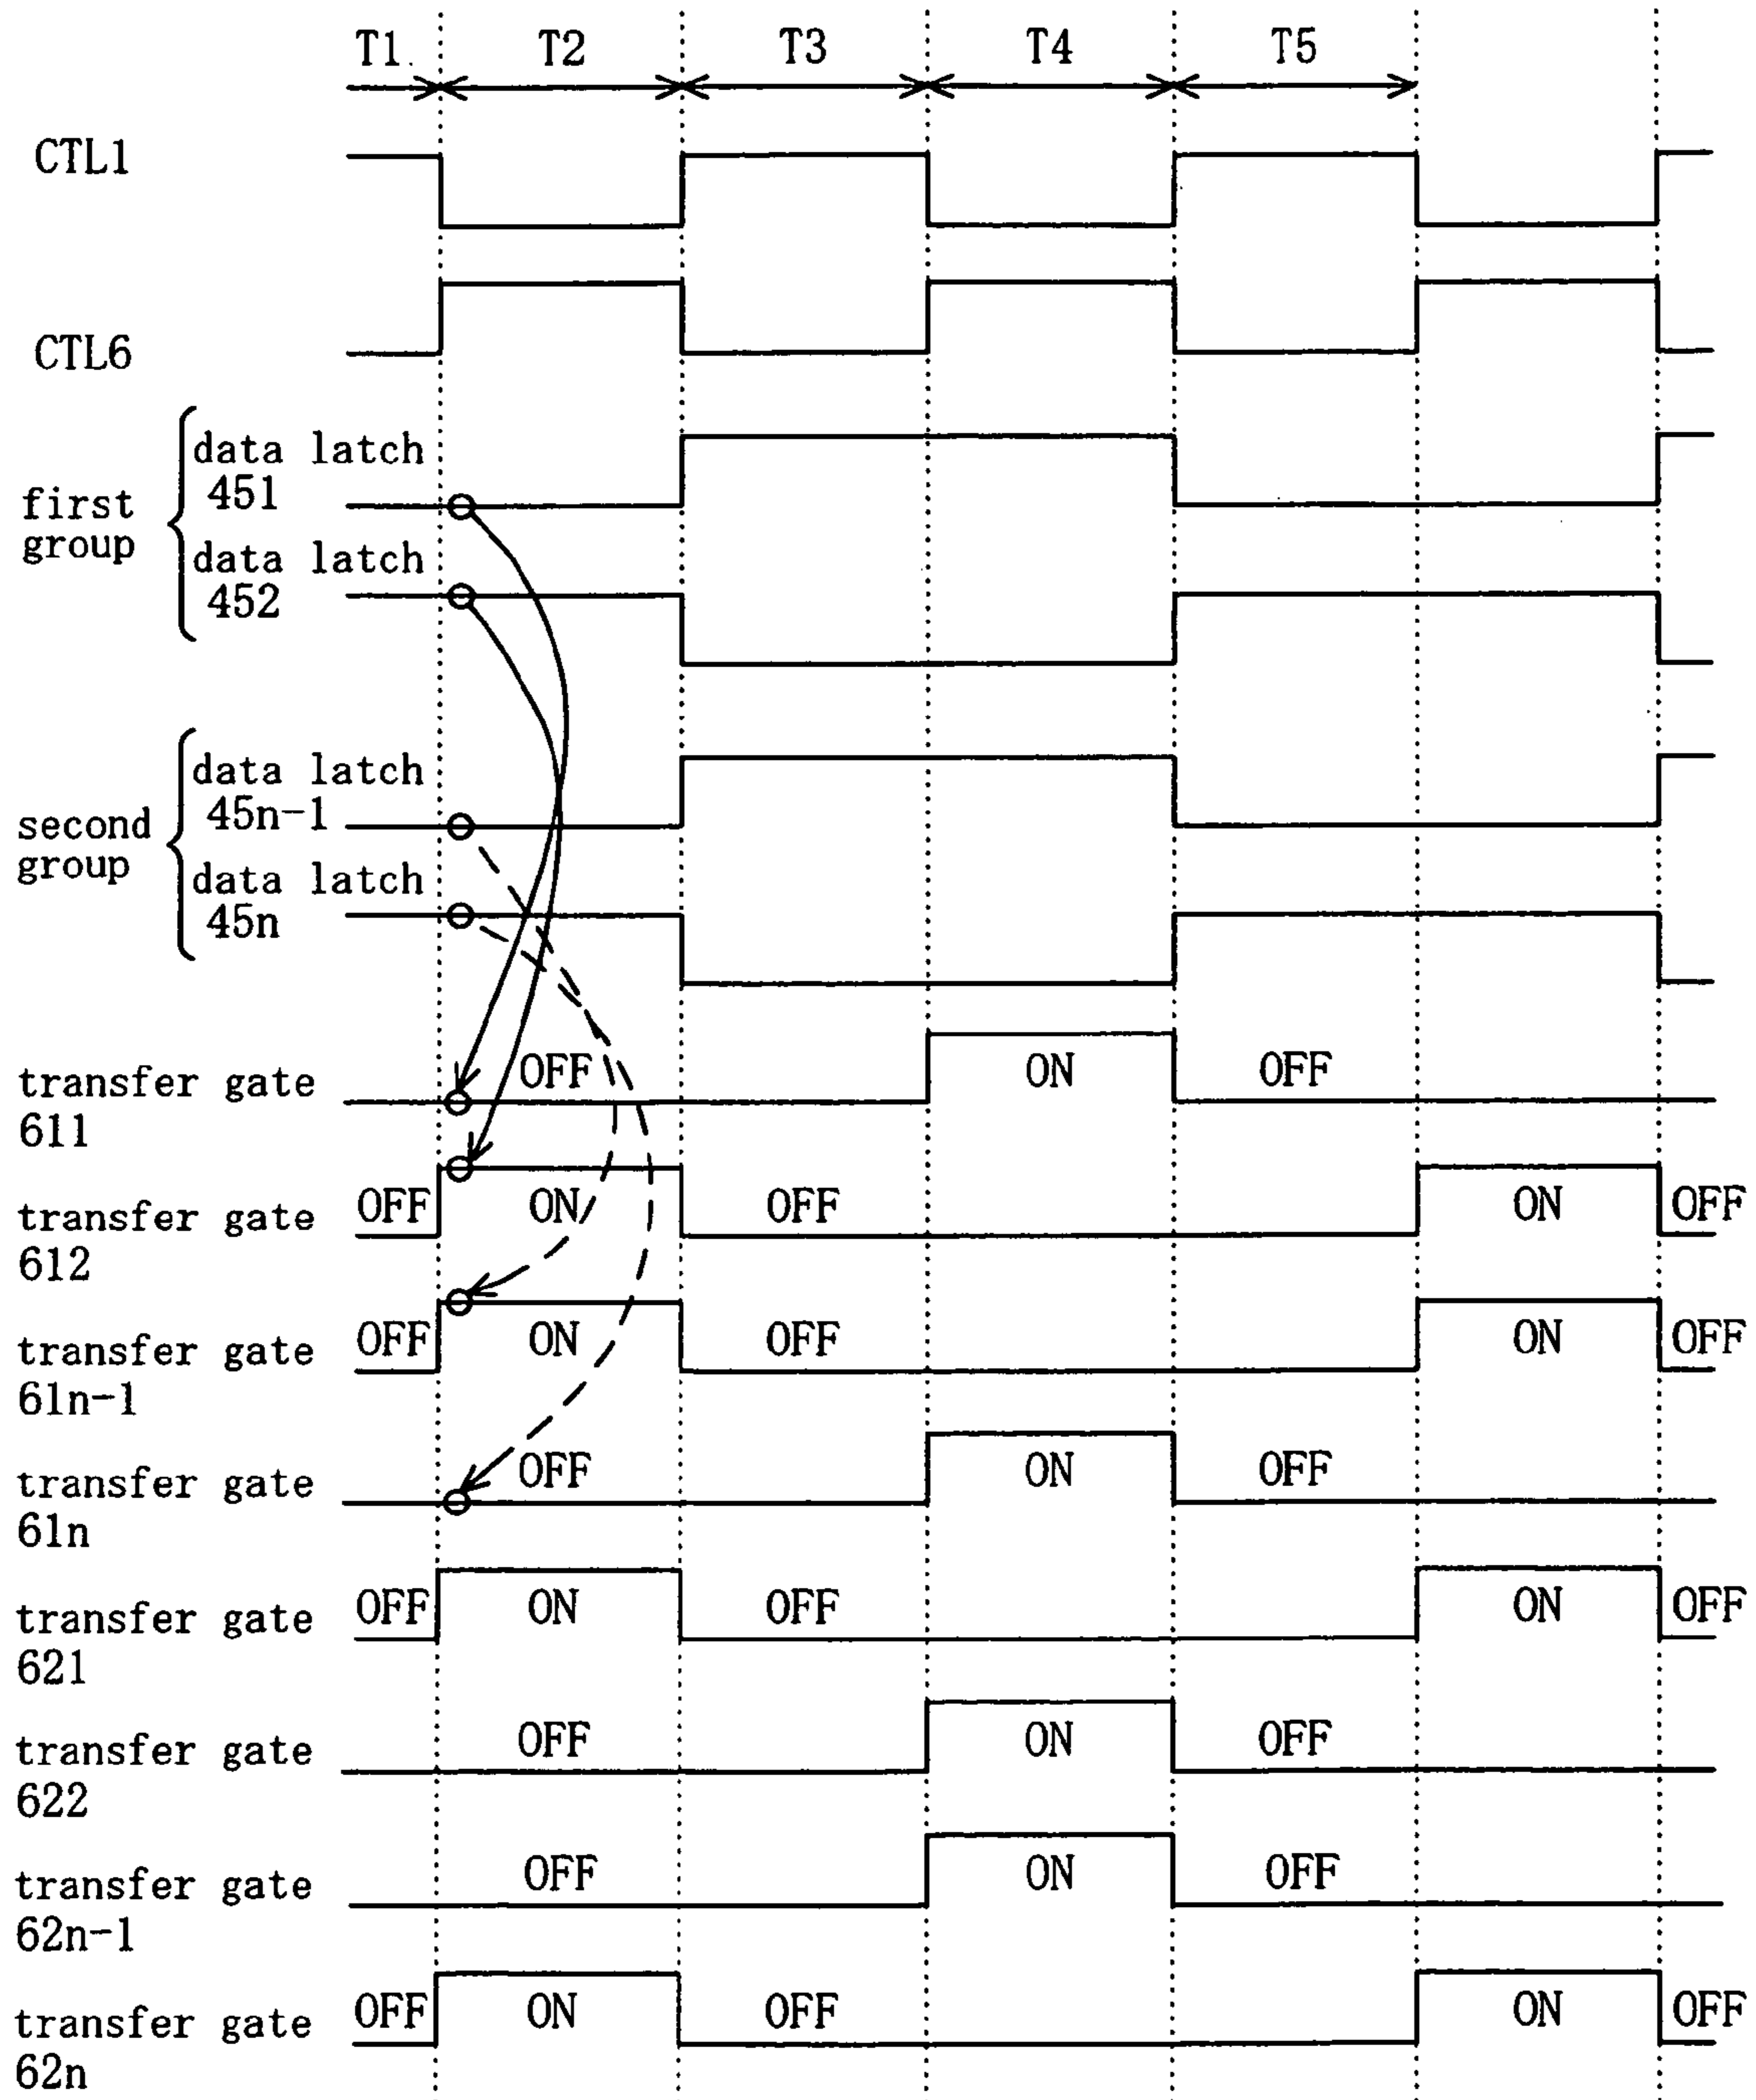 T1 T2 T3 T4 T5
CTL1
CTL6
first
group
data latch
451
data latch
452
second
group
data latch
45n-1
data latch
45n
transfer gate
611
OFF ON OFF
transfer gate
612
OFF ON OFF ON OFF
transfer gate
61n-1
OFF ON OFF ON OFF
transfer gate
61n
OFF ON OFF
transfer gate
621
OFF ON OFF ON OFF
transfer gate
622
OFF ON OFF
transfer gate
62n-1
OFF ON OFF
transfer gate
62n
OFF ON OFF ON OFF